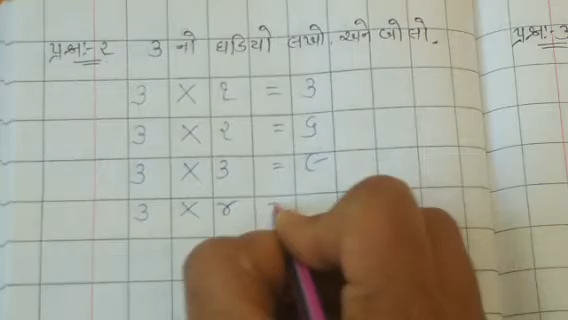 પ્રશ્ન:-૨ ૩ નો ઘડિયો લખો. અને બોલો.
પ્રશ્ન:-૩
૩ × ૧ = ૩
૩ × ૨ = ૬
૩ × ૩ = ૯
૩ × ૪ =